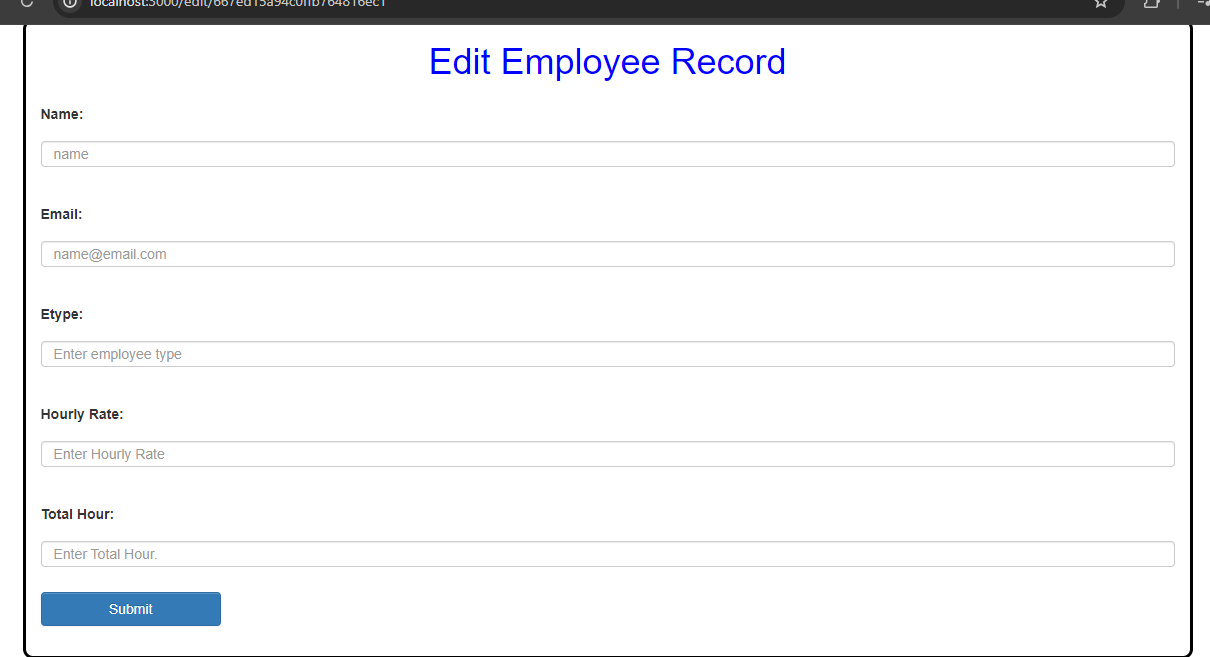 localhost:3000/edit/667ed15a94c0ffb764816ec1
Edit Employee Record
Name:
name
Email:
name@email.com
Etype:
Enter employee type
Hourly Rate:
Enter Hourly Rate
Total Hour:
Enter Total Hour.
Submit